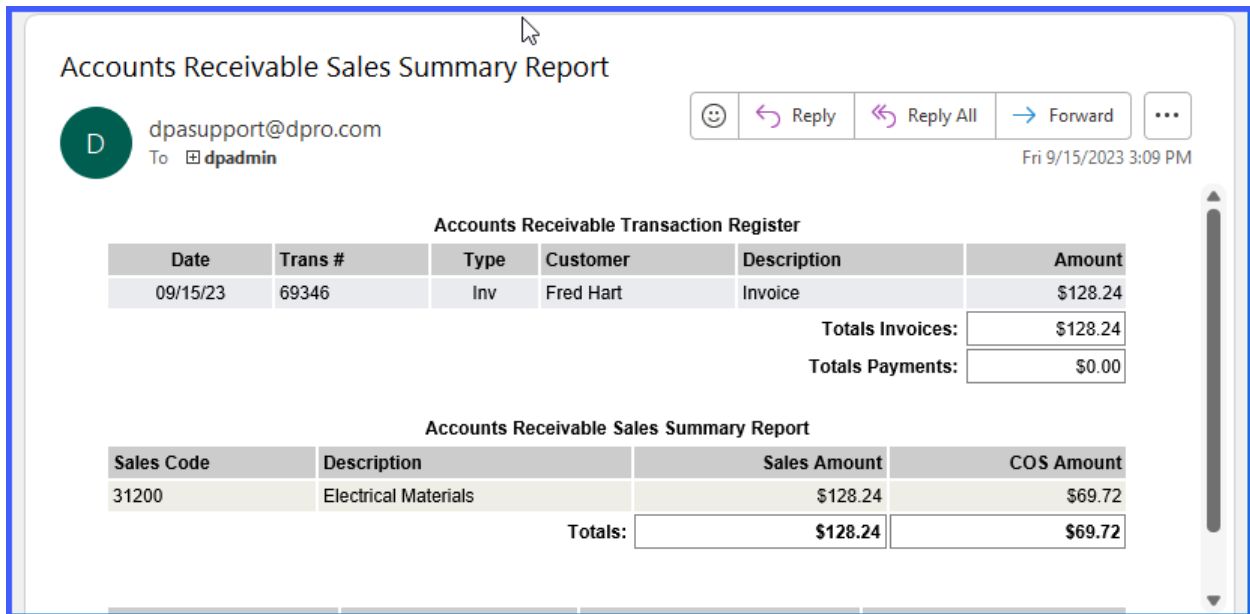 Accounts Receivable Sales Summary Report
D
dpasupport@dpro.com
Reply Reply All Forward
To dpadmin
Fri 9/15/2023 3:09 PM
Accounts Receivable Transaction Register
Date Trans # Type Customer Description Amount
09/15/23 69346 Inv Fred Hart Invoice $128.24
Totals Invoices: $128.24
Totals Payments: $0.00
Accounts Receivable Sales Summary Report
Sales Code Description Sales Amount COS Amount
31200 Electrical Materials $128.24 $69.72
Totals: $128.24 $69.72